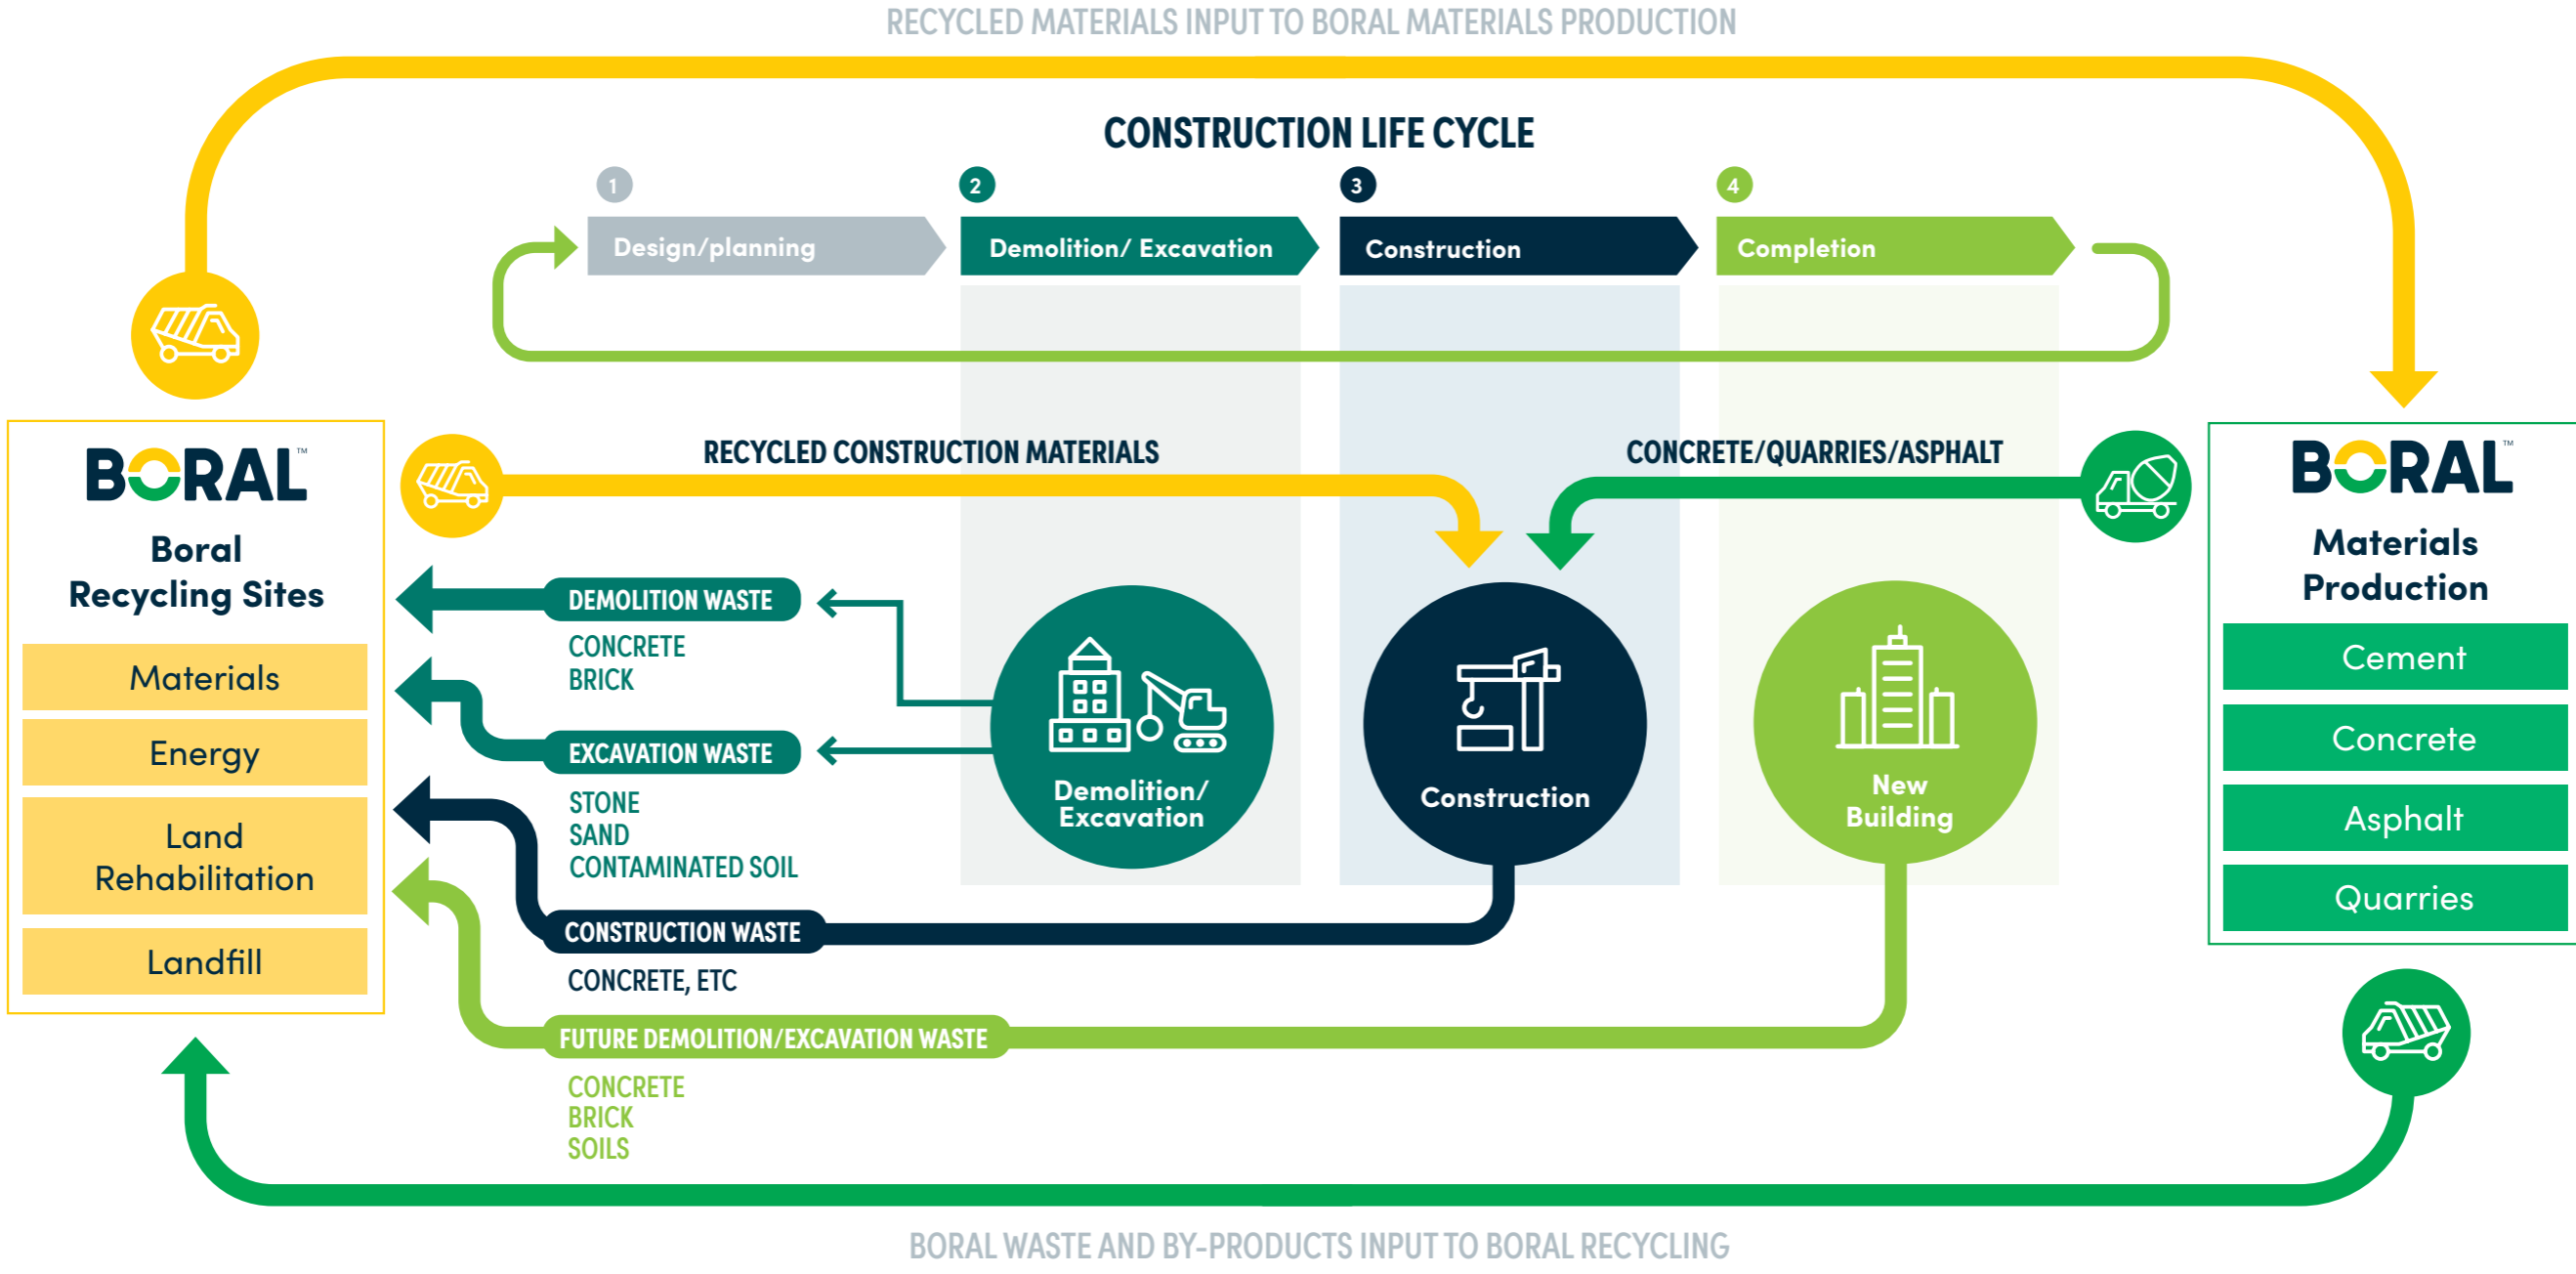 RECYCLED MATERIALS INPUT TO BORAL MATERIALS PRODUCTION
CONSTRUCTION LIFE CYCLE
1
2
3
4
Design/planning
Demolition/ Excavation
Construction
Completion
BORAL™
Boral
Recycling Sites
Materials
Energy
Land
Rehabilitation
Landfill
RECYCLED CONSTRUCTION MATERIALS
CONCRETE/QUARRIES/ASPHALT
DEMOLITION WASTE
CONCRETE
BRICK
EXCAVATION WASTE
STONE
SAND
CONTAMINATED SOIL
CONSTRUCTION WASTE
CONCRETE, ETC
FUTURE DEMOLITION/EXCAVATION WASTE
CONCRETE
BRICK
SOILS
Demolition/
Excavation
Construction
New
Building
BORAL™
Materials
Production
Cement
Concrete
Asphalt
Quarries
BORAL WASTE AND BY-PRODUCTS INPUT TO BORAL RECYCLING